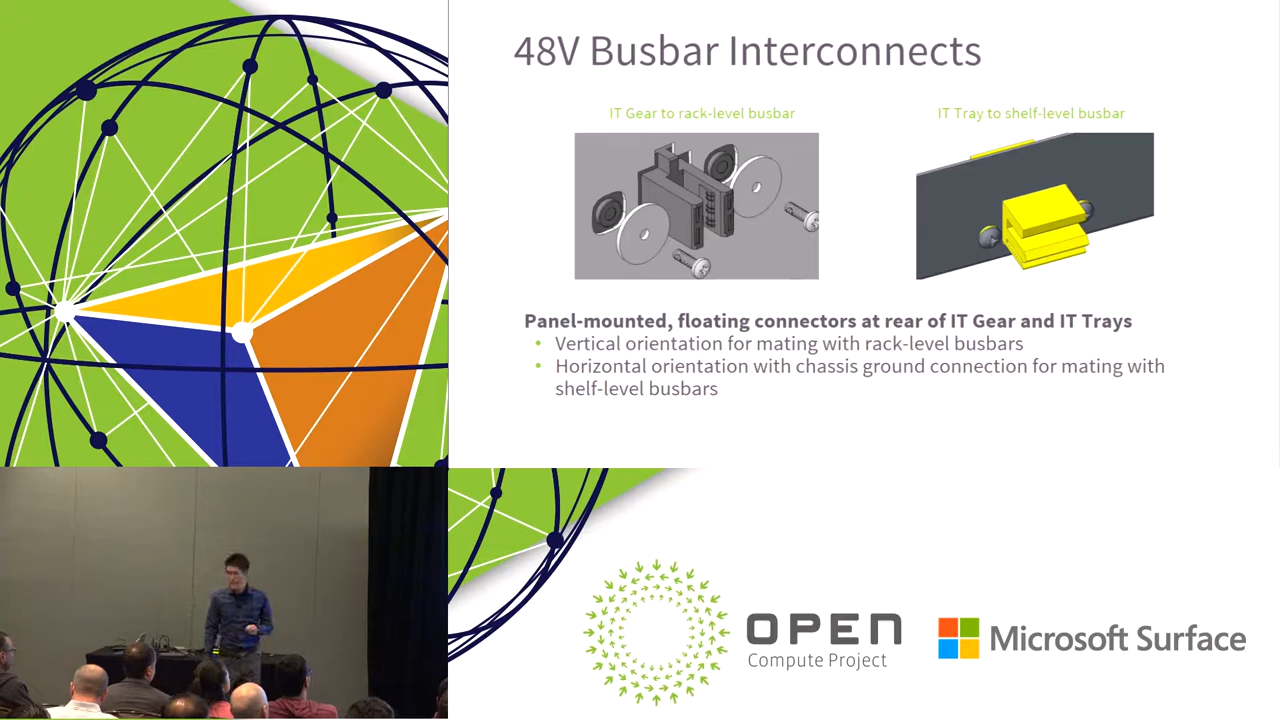 48V Busbar Interconnects
IT Gear to rack-level busbar
IT Tray to shelf-level busbar
Panel-mounted, floating connectors at rear of IT Gear and IT Trays
• Vertical orientation for mating with rack-level busbars
• Horizontal orientation with chassis ground connection for mating with
shelf-level busbars
OPEN
Compute Project
Microsoft Surface